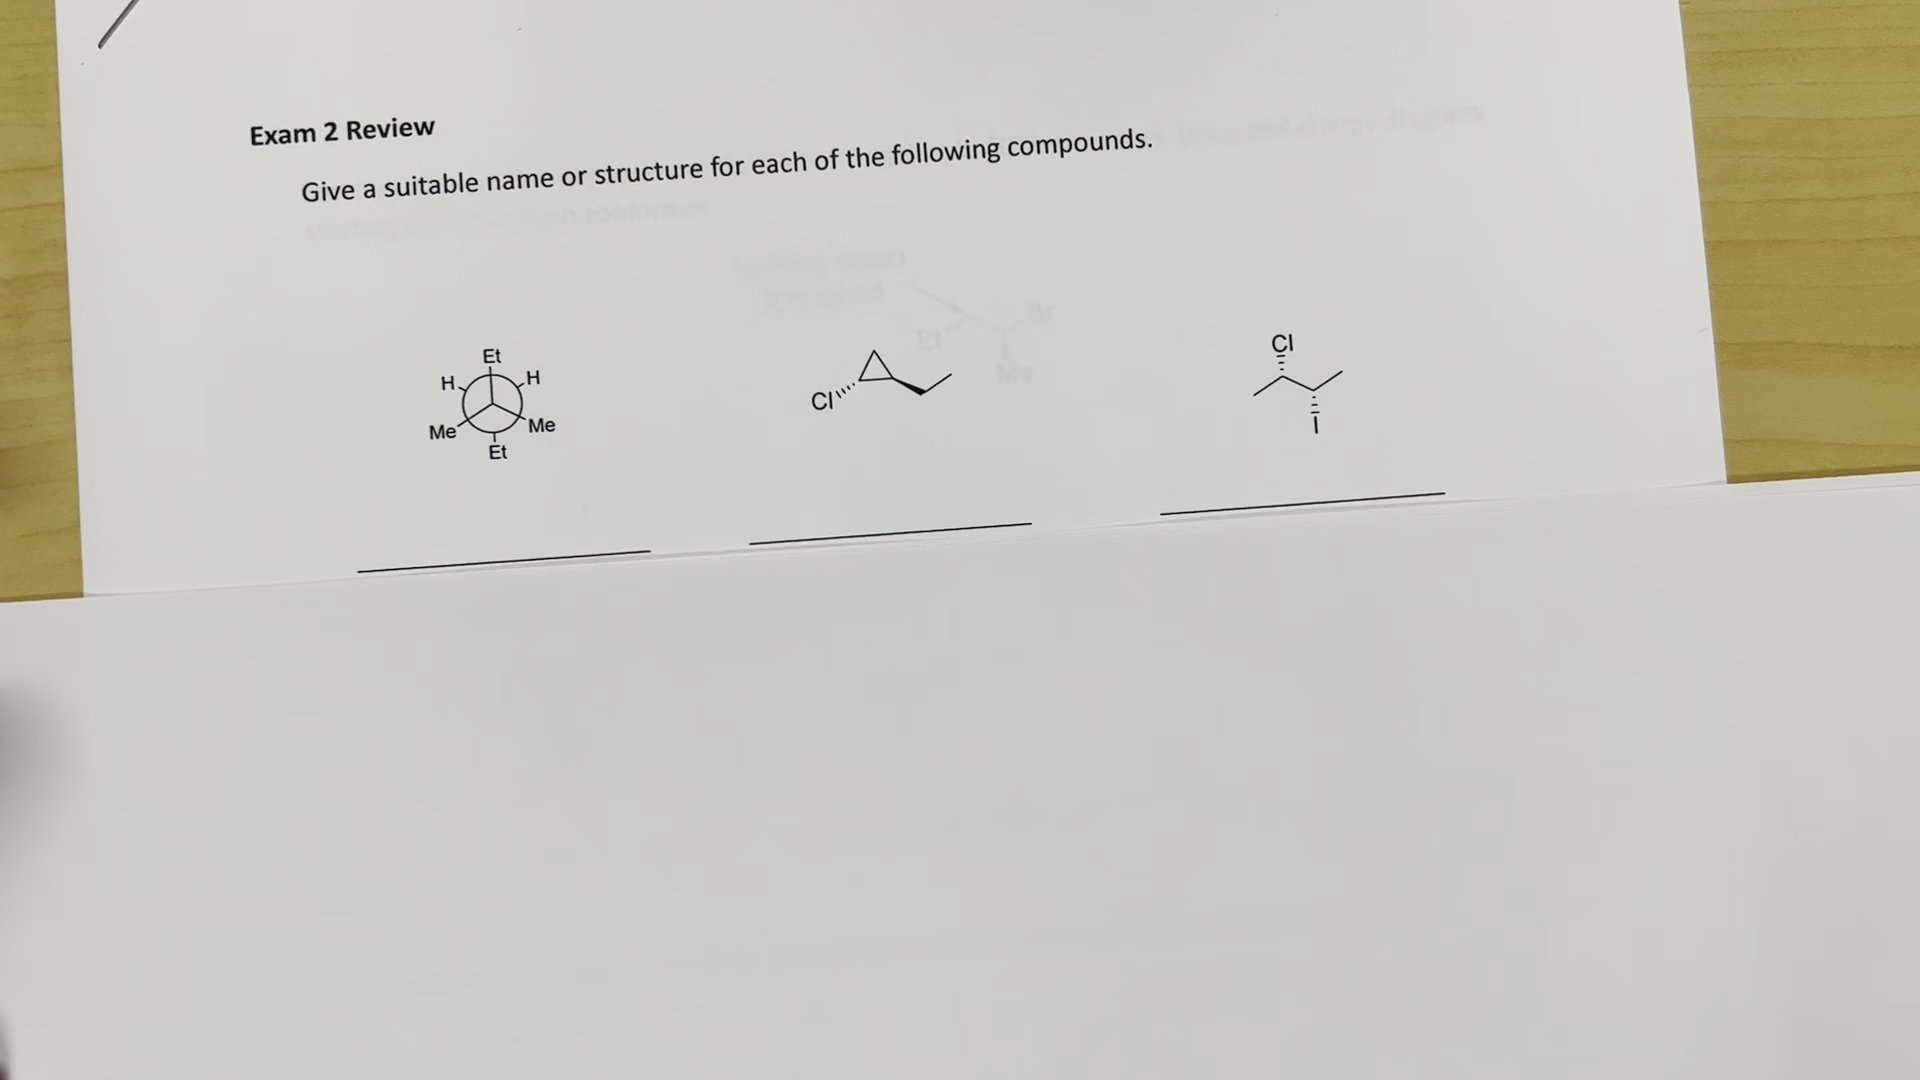 Exam 2 Review
Give a suitable name or structure for each of the following compounds.
Et
H
H
Me
Me
Et
Cl
Cl
I